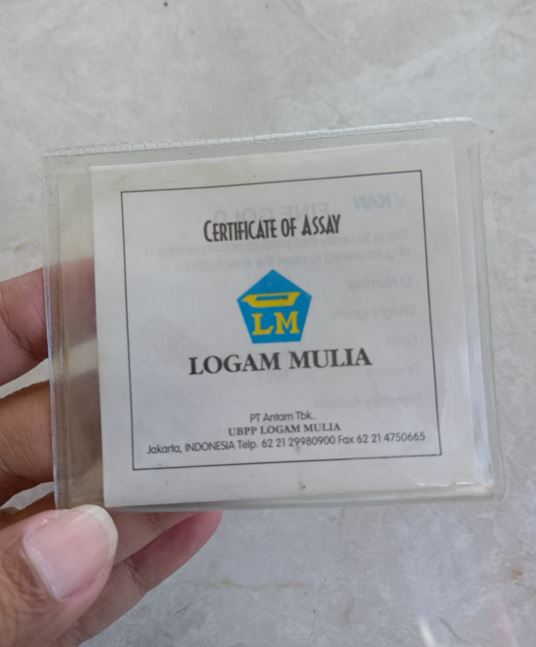 CERTIFICATE OF ASSAY
LM
LOGAM MULIA
PT Antam Tbk..
UBPP LOGAM MULIA
Jakarta, INDONESIA Telp. 62 21 29980900 Fax 62 21 4750665